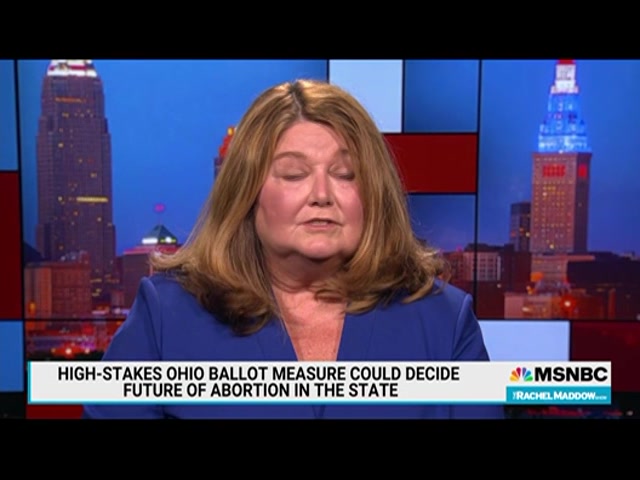 HIGH-STAKES OHIO BALLOT MEASURE COULD DECIDE
FUTURE OF ABORTION IN THE STATE
MSNBC
THE RACHEL MADDOW SHOW